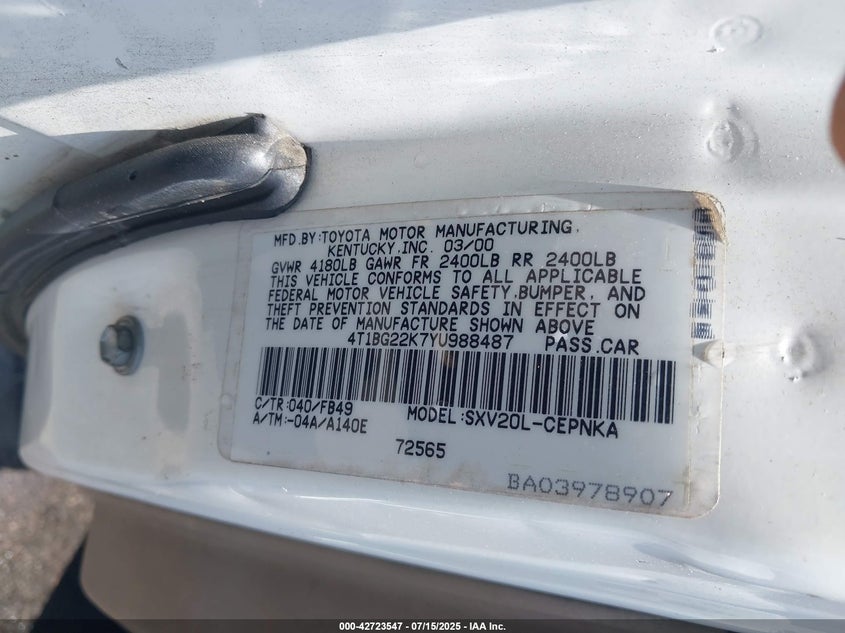 MFD.BY:TOYOTA MOTOR MANUFACTURING,
KENTUCKY,INC. 03/00
GVWR 4180LB GAWR FR 2400LB RR 2400LB
THIS VEHICLE CONFORMS TO ALL APPLICABLE
FEDERAL MOTOR VEHICLE SAFETY,BUMPER, AND
THEFT PREVENTION STANDARDS IN EFFECT ON
THE DATE OF MANUFACTURE SHOWN ABOVE
4T1BG22K7YU988487 PASS.CAR
C/TR:040/FB49 MODEL:SXV20L-CEPNKA
A/TM:-04A/A140E
72565
BA03978907
000-42723547 / 07/15/2025 - IAA Inc.